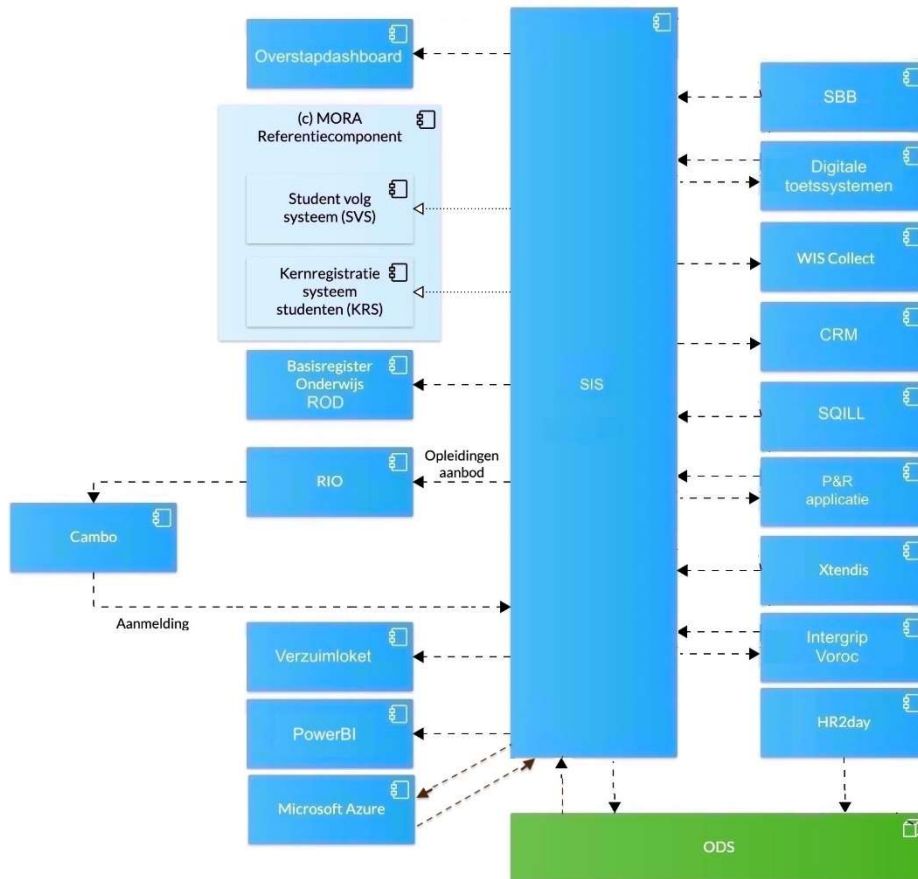 Overstapdashboard
(c) MORA
Referentiecomponent
Student volg
systeem (SVS)
Kernregistratie
systeem
studenten (KRS)
Basisregister
Onderwijs
ROD
RIO
Opleidingen
aanbod
Cambo
Aanmelding
Verzuimloket
PowerBI
Microsoft Azure
SIS
SBB
Digitale
toetssystemen
WIS Collect
CRM
SQILL
P&R
applicatie
Xtendis
Intergrip
Voroc
HR2day
ODS